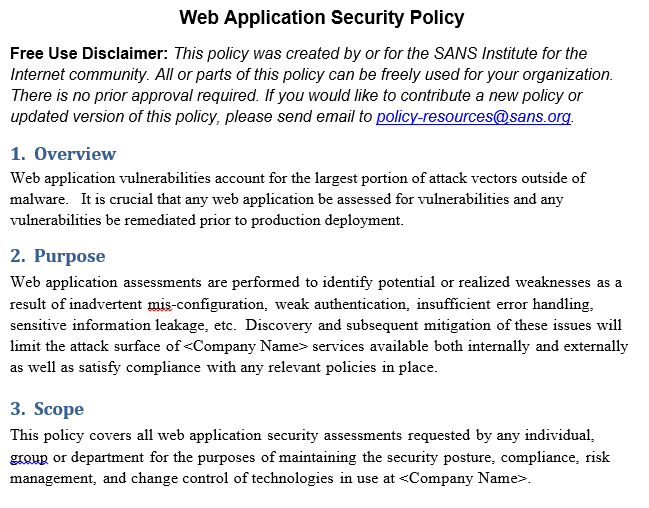 Web Application Security Policy
Free Use Disclaimer: This policy was created by or for the SANS Institute for the
Internet community. All or parts of this policy can be freely used for your organization.
There is no prior approval required. If you would like to contribute a new policy or
updated version of this policy, please send email to policy-resources@sans.org.
1. Overview
Web application vulnerabilities account for the largest portion of attack vectors outside of
malware.   It is crucial that any web application be assessed for vulnerabilities and any
vulnerabilities be remediated prior to production deployment.
2. Purpose
Web application assessments are performed to identify potential or realized weaknesses as a
result of inadvertent mis-configuration, weak authentication, insufficient error handling,
sensitive information leakage, etc.  Discovery and subsequent mitigation of these issues will
limit the attack surface of <Company Name> services available both internally and externally
as well as satisfy compliance with any relevant policies in place.
3. Scope
This policy covers all web application security assessments requested by any individual,
group or department for the purposes of maintaining the security posture, compliance, risk
management, and change control of technologies in use at <Company Name>.